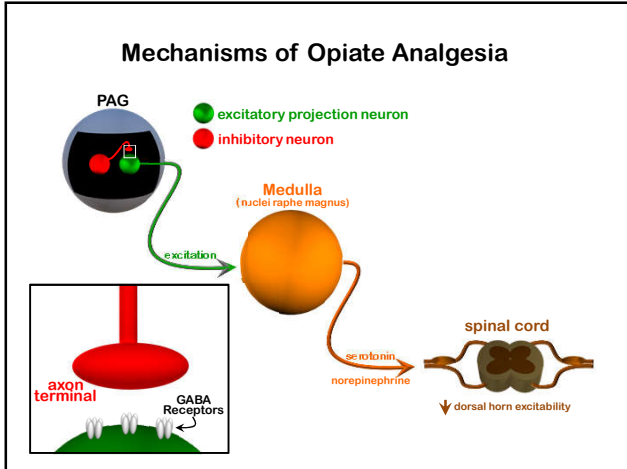 Mechanisms of Opiate Analgesia
PAG
excitatory projection neuron
inhibitory neuron
Medulla
(nuclei raphe magnus)
excitation
axon
terminal
GABA
Receptors
spinal cord
serotonin
norepinephrine
dorsal horn excitability